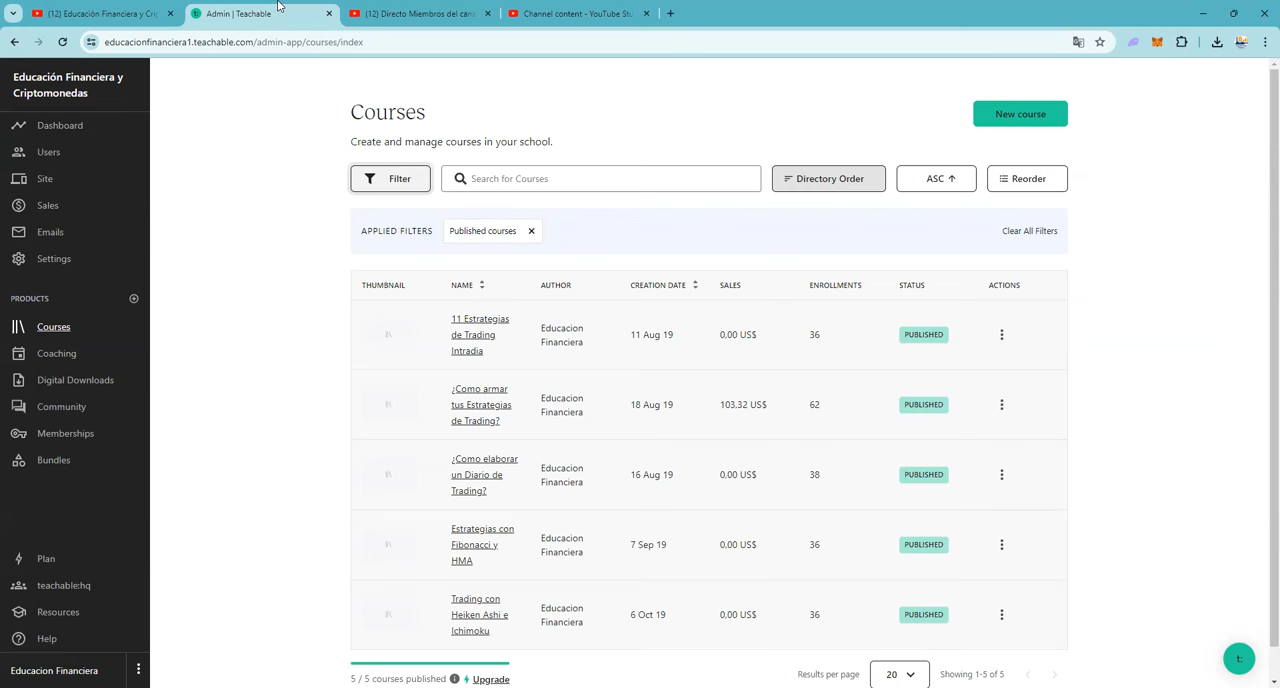 (12) Educación Financiera y Crip
Admin | Teachable
(12) Directo Miembros del cana
Channel content - YouTube Stu
educacionfinanciera1.teachable.com/admin-app/courses/index
Educación Financiera y
Criptomonedas
Dashboard
Users
Site
Sales
Emails
Settings
PRODUCTS
Courses
Coaching
Digital Downloads
Community
Memberships
Bundles
Plan
teachable:hq
Resources
Help
Educacion Financiera
Courses
New course
Create and manage courses in your school.
Filter
Search for Courses
Directory Order
ASC ↑
Reorder
APPLIED FILTERS
Published courses
Clear All Filters
THUMBNAIL NAME AUTHOR CREATION DATE SALES ENROLLMENTS STATUS ACTIONS
11 Estrategias
de Trading
Intradia
Educacion
Financiera
11 Aug 19
0,00 US$
36
PUBLISHED
¿Como armar
tus Estrategias
de Trading?
Educacion
Financiera
18 Aug 19
103,32 US$
62
PUBLISHED
¿Como elaborar
un Diario de
Trading?
Educacion
Financiera
16 Aug 19
0,00 US$
38
PUBLISHED
Estrategias con
Fibonacci y
HMA
Educacion
Financiera
7 Sep 19
0,00 US$
36
PUBLISHED
Trading con
Heiken Ashi e
Ichimoku
Educacion
Financiera
6 Oct 19
0,00 US$
36
PUBLISHED
5 / 5 courses published
Upgrade
Results per page
20
Showing 1-5 of 5
t: